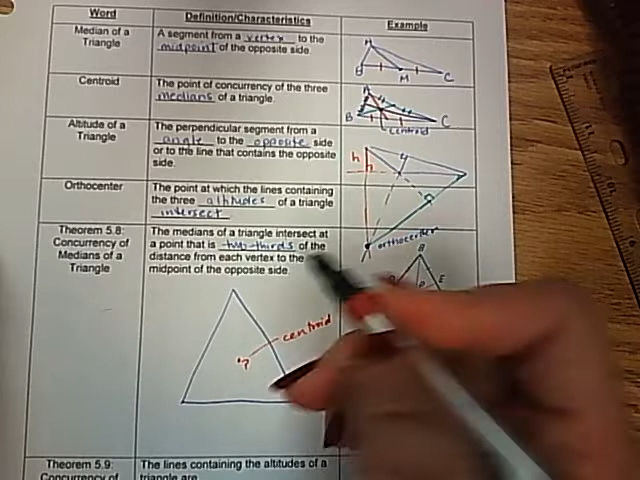 Word Definition/Characteristics Example
Median of a Triangle
A segment from a vertex to the
midpoint of the opposite side.
A
B M C
Centroid
The point of concurrency of the three
medians of a triangle.
A
B C
centroid
Altitude of a Triangle
The perpendicular segment from a
angle to the opposite side
or to the line that contains the opposite
side.
h
Orthocenter
The point at which the lines containing
the three altitudes of a triangle
intersect
orthocenter
Theorem 5.8:
Concurrency of
Medians of a
Triangle
The medians of a triangle intersect at
a point that is two-thirds of the
distance from each vertex to the
midpoint of the opposite side.
B
D E
P
centroid
?
Theorem 5.9:
Concurrency of
The lines containing the altitudes of a
triangle are